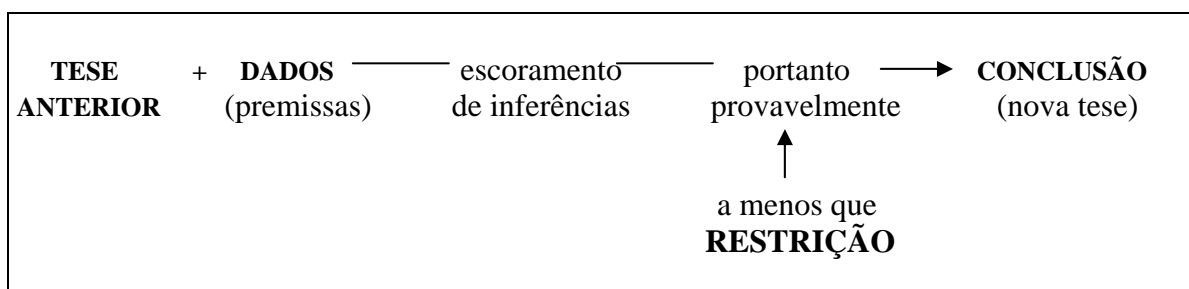 TESE + DADOS escoramento portanto CONCLUSÃO
ANTERIOR (premissas) de inferências provavelmente (nova tese)
a menos que
RESTRIÇÃO